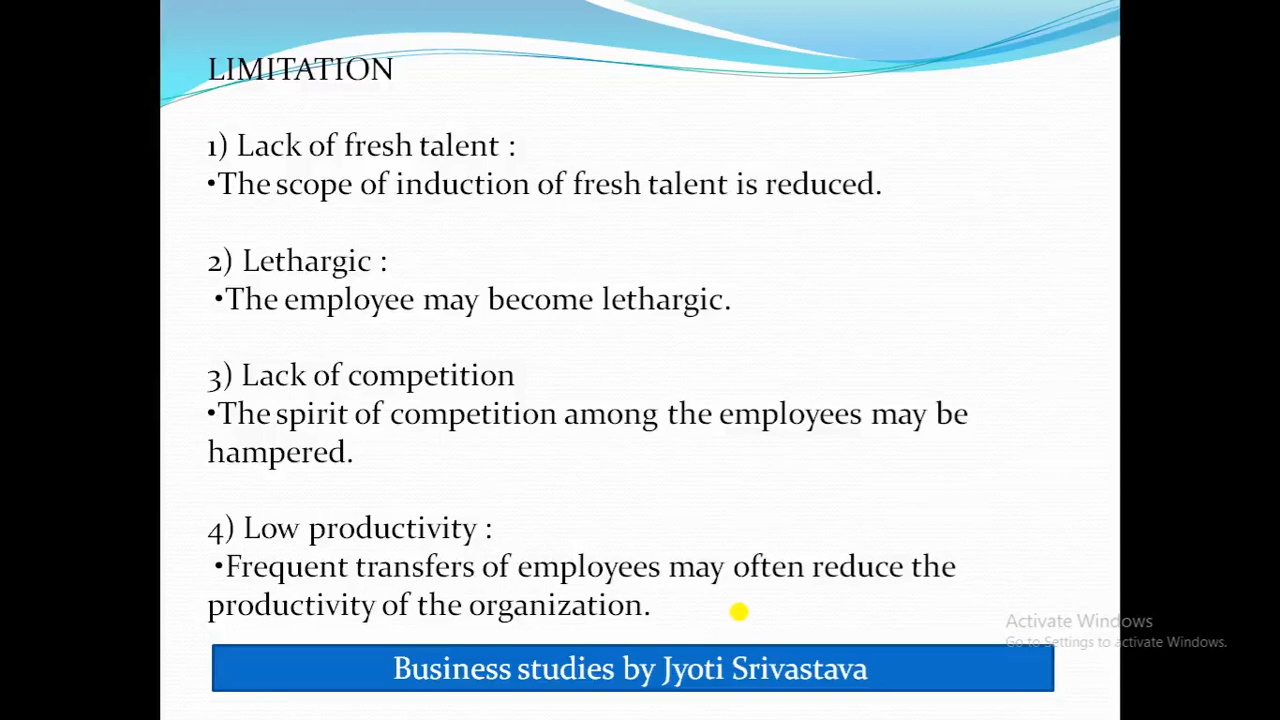 LIMITATION
1) Lack of fresh talent :
•The scope of induction of fresh talent is reduced.
2) Lethargic :
•The employee may become lethargic.
3) Lack of competition
•The spirit of competition among the employees may be
hampered.
4) Low productivity :
•Frequent transfers of employees may often reduce the
productivity of the organization.
Activate Windows
Go to Settings to activate Windows.
Business studies by Jyoti Srivastava